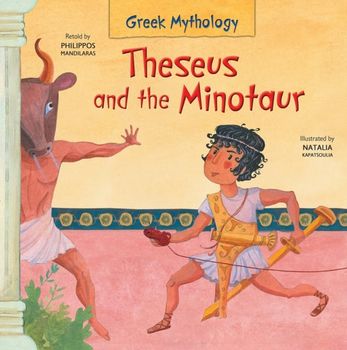 Greek Mythology
Retold by
PHILIPPOS
MANDILARAS
Theseus
and the Minotaur
Illustrated by
NATALIA
KAPATSOULIA